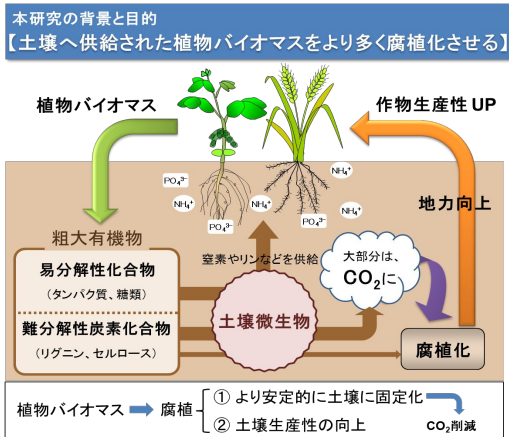 本研究の背景と目的
【土壌へ供給された植物バイオマスをより多く腐植化させる】
植物バイオマス
作物生産性UP
PO₄³⁻
NH₄⁺
NH₄⁺
NH₄⁺
NH₄⁺
PO₄³⁻
PO₄³⁻
地力向上
粗大有機物
易分解性化合物
（タンパク質、糖類）
難分解性炭素化合物
（リグニン、セルロース）
窒素やリンなどを供給
土壌微生物
大部分は、
CO₂に
腐植化
植物バイオマス
腐植
① より安定的に土壌に固定化
② 土壌生産性の向上
CO₂削減